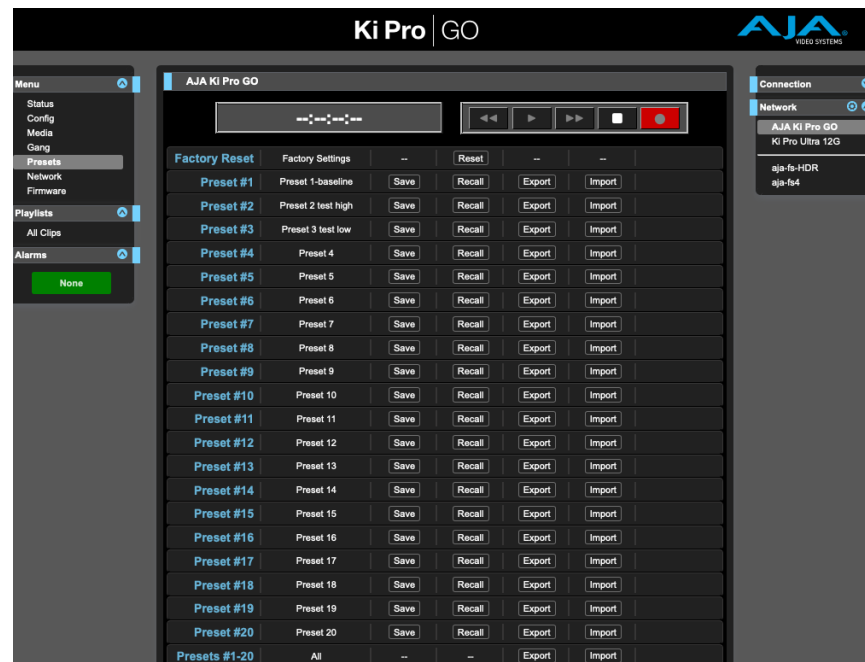 Ki Pro GO
AJA
VIDEO SYSTEMS
Menu
Status
Config
Media
Gang
Presets
Network
Firmware
Playlists
All Clips
Alarms
None
AJA Ki Pro GO
--:--:--:--
Factory Reset Factory Settings -- Reset -- --
Preset #1 Preset 1-baseline Save Recall Export Import
Preset #2 Preset 2 test high Save Recall Export Import
Preset #3 Preset 3 test low Save Recall Export Import
Preset #4 Preset 4 Save Recall Export Import
Preset #5 Preset 5 Save Recall Export Import
Preset #6 Preset 6 Save Recall Export Import
Preset #7 Preset 7 Save Recall Export Import
Preset #8 Preset 8 Save Recall Export Import
Preset #9 Preset 9 Save Recall Export Import
Preset #10 Preset 10 Save Recall Export Import
Preset #11 Preset 11 Save Recall Export Import
Preset #12 Preset 12 Save Recall Export Import
Preset #13 Preset 13 Save Recall Export Import
Preset #14 Preset 14 Save Recall Export Import
Preset #15 Preset 15 Save Recall Export Import
Preset #16 Preset 16 Save Recall Export Import
Preset #17 Preset 17 Save Recall Export Import
Preset #18 Preset 18 Save Recall Export Import
Preset #19 Preset 19 Save Recall Export Import
Preset #20 Preset 20 Save Recall Export Import
Presets #1-20 All -- -- Export Import
Connection
Network
AJA Ki Pro GO
Ki Pro Ultra 12G
aja-fs-HDR
aja-fs4